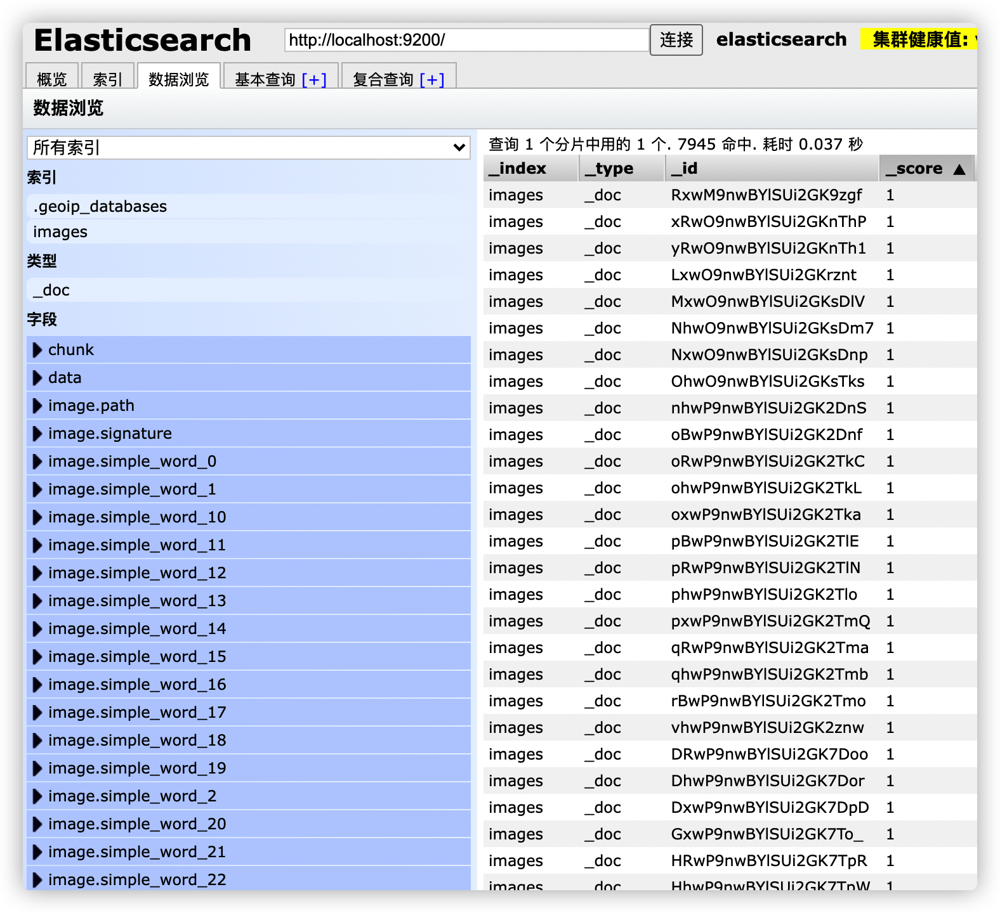 Elasticsearch http://localhost:9200/ 连接 elasticsearch 集群健康值:
概览 索引 数据浏览 基本查询 [+] 复合查询 [+]
数据浏览
所有索引
索引
.geoip_databases
images
类型
_doc
字段
chunk
data
image.path
image.signature
image.simple_word_0
image.simple_word_1
image.simple_word_10
image.simple_word_11
image.simple_word_12
image.simple_word_13
image.simple_word_14
image.simple_word_15
image.simple_word_16
image.simple_word_17
image.simple_word_18
image.simple_word_19
image.simple_word_2
image.simple_word_20
image.simple_word_21
image.simple_word_22
查询 1 个分片中用的 1 个. 7945 命中. 耗时 0.037 秒
_index _type _id _score ▲
images _doc RxwM9nwBYlSUi2GK9zgf 1
images _doc xRwO9nwBYlSUi2GKnThP 1
images _doc yRwO9nwBYlSUi2GKnTh1 1
images _doc LxwO9nwBYlSUi2GKrznt 1
images _doc MxwO9nwBYlSUi2GKsDlV 1
images _doc NhwO9nwBYlSUi2GKsDm7 1
images _doc NxwO9nwBYlSUi2GKsDnp 1
images _doc OhwO9nwBYlSUi2GKsTks 1
images _doc nhwP9nwBYlSUi2GK2DnS 1
images _doc oBwP9nwBYlSUi2GK2Dnf 1
images _doc oRwP9nwBYlSUi2GK2TkC 1
images _doc ohwP9nwBYlSUi2GK2TkL 1
images _doc oxwP9nwBYlSUi2GK2Tka 1
images _doc pBwP9nwBYlSUi2GK2TlE 1
images _doc pRwP9nwBYlSUi2GK2TlN 1
images _doc phwP9nwBYlSUi2GK2Tlo 1
images _doc pxwP9nwBYlSUi2GK2TmQ 1
images _doc qRwP9nwBYlSUi2GK2Tma 1
images _doc qhwP9nwBYlSUi2GK2Tmb 1
images _doc rBwP9nwBYlSUi2GK2Tmo 1
images _doc vhwP9nwBYlSUi2GK2znw 1
images _doc DRwP9nwBYlSUi2GK7Doo 1
images _doc DhwP9nwBYlSUi2GK7Dor 1
images _doc DxwP9nwBYlSUi2GK7DpD 1
images _doc GxwP9nwBYlSUi2GK7To_ 1
images _doc HRwP9nwBYlSUi2GK7TpR 1
images _doc HhwP9nwBYlSUi2GK7TpW 1